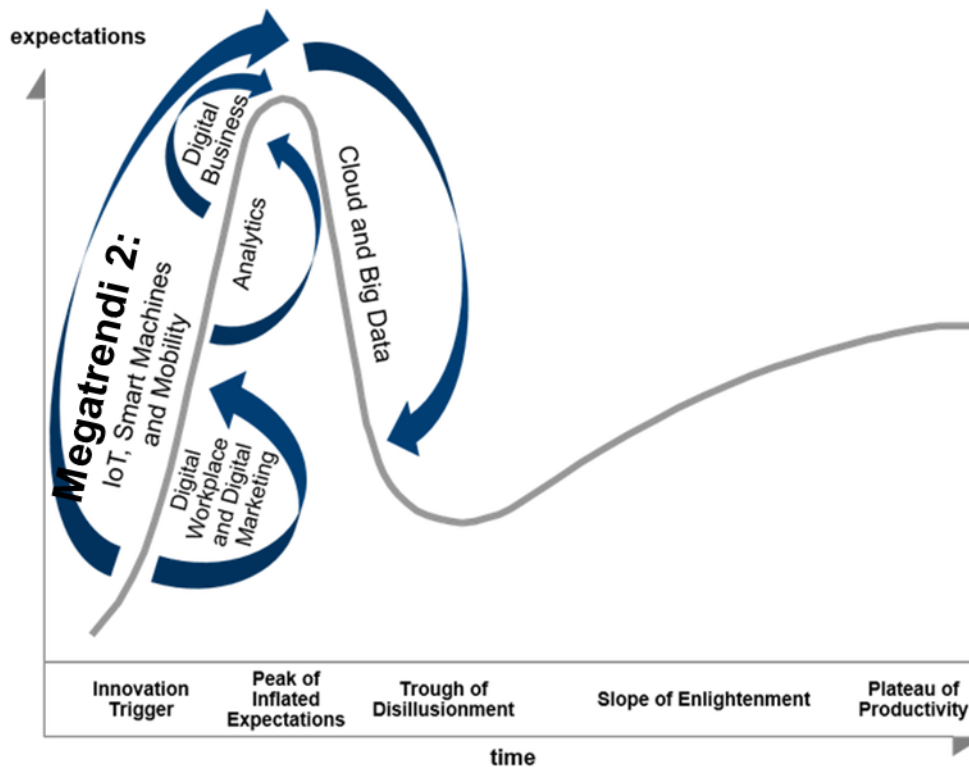 expectations
Digital
Business
Analytics
Cloud and Big Data
Megatrendi 2:
IoT, Smart Machines
and Mobility
Digital
Workplace
and Digital
Marketing
Innovation
Trigger
Peak of
Inflated
Expectations
Trough of
Disillusionment
Slope of Enlightenment
Plateau of
Productivity
time